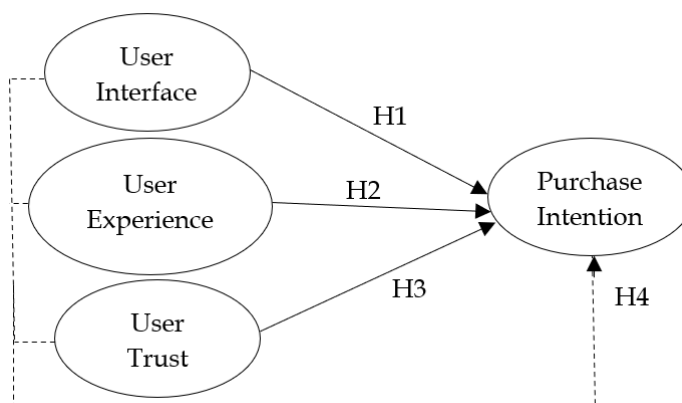 User
Interface
H1
User
Experience
H2
Purchase
Intention
User
Trust
H3
H4